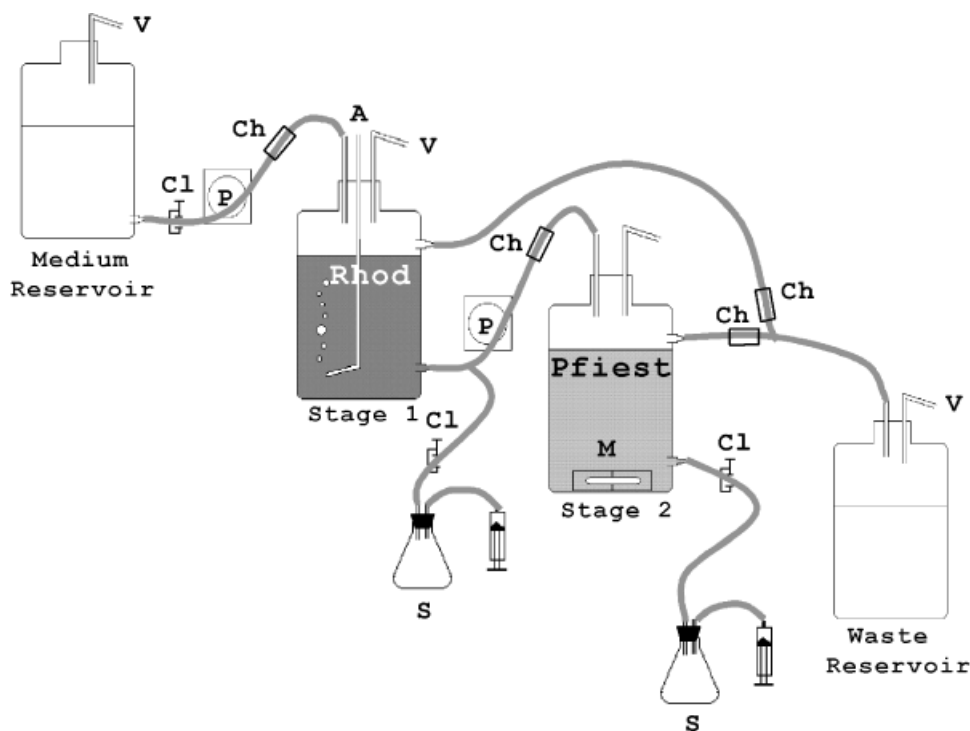 V
A
Ch
V
Cl
P
Medium
Reservoir
Rhod
Ch
Ch
P
Ch
Pfiest
Stage 1
Cl
V
M
Cl
Stage 2
S
Waste
Reservoir
S